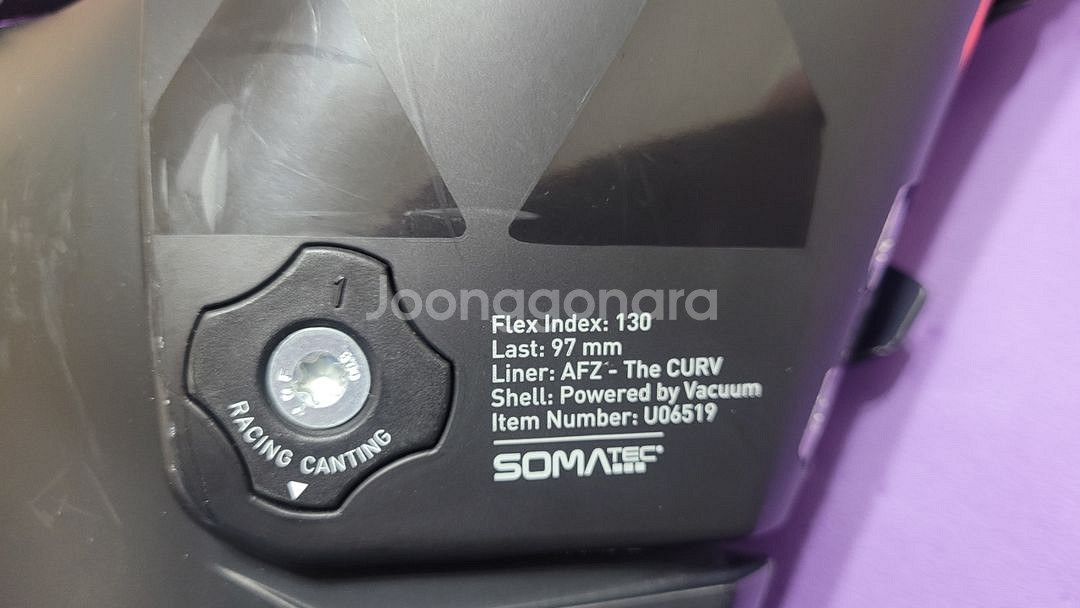 1
Joonggonara
RACING CANTING
Flex Index: 130
Last: 97 mm
Liner: AFZ - The CURV
Shell: Powered by Vacuum
Item Number: U06519
SOMATEC